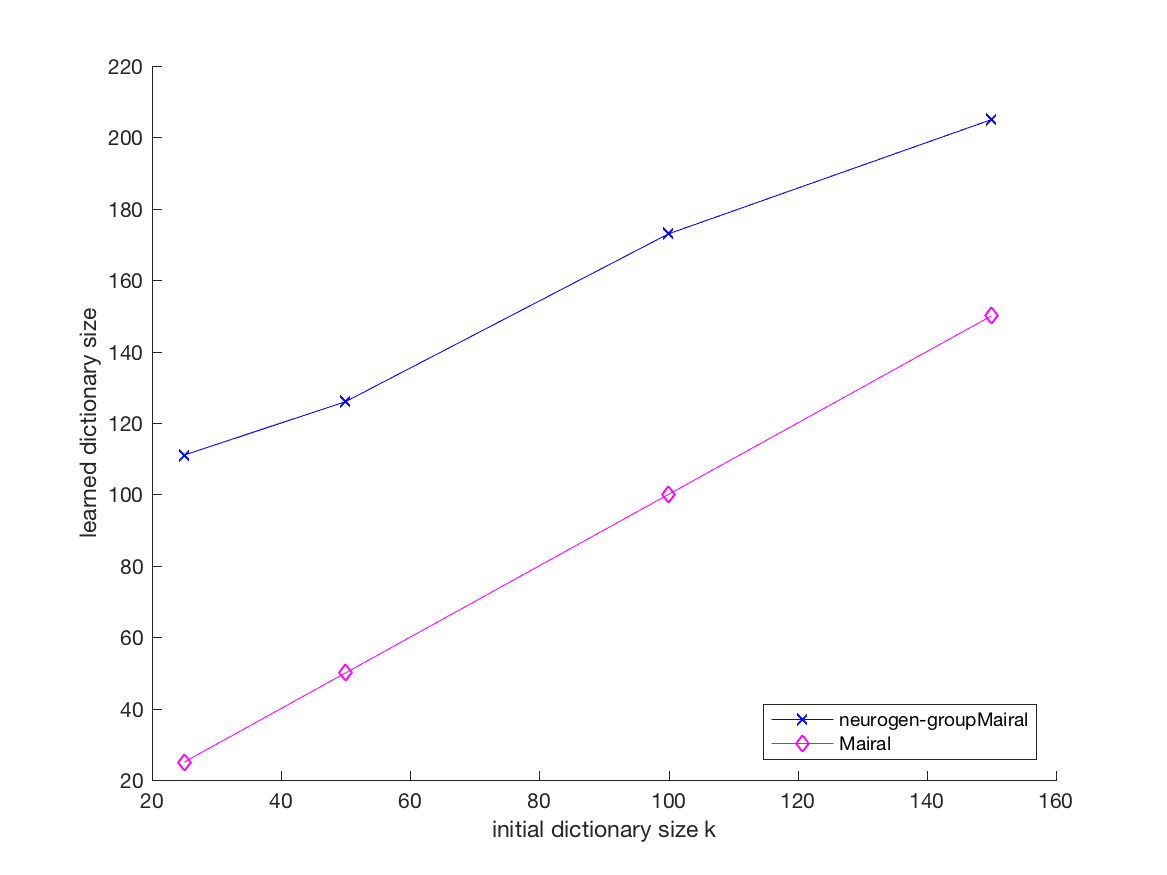 220
200
180
160
140
120
100
80
60
40
20
learned dictionary size
20 40 60 80 100 120 140 160
initial dictionary size k
neurogen-groupMairal
Mairal